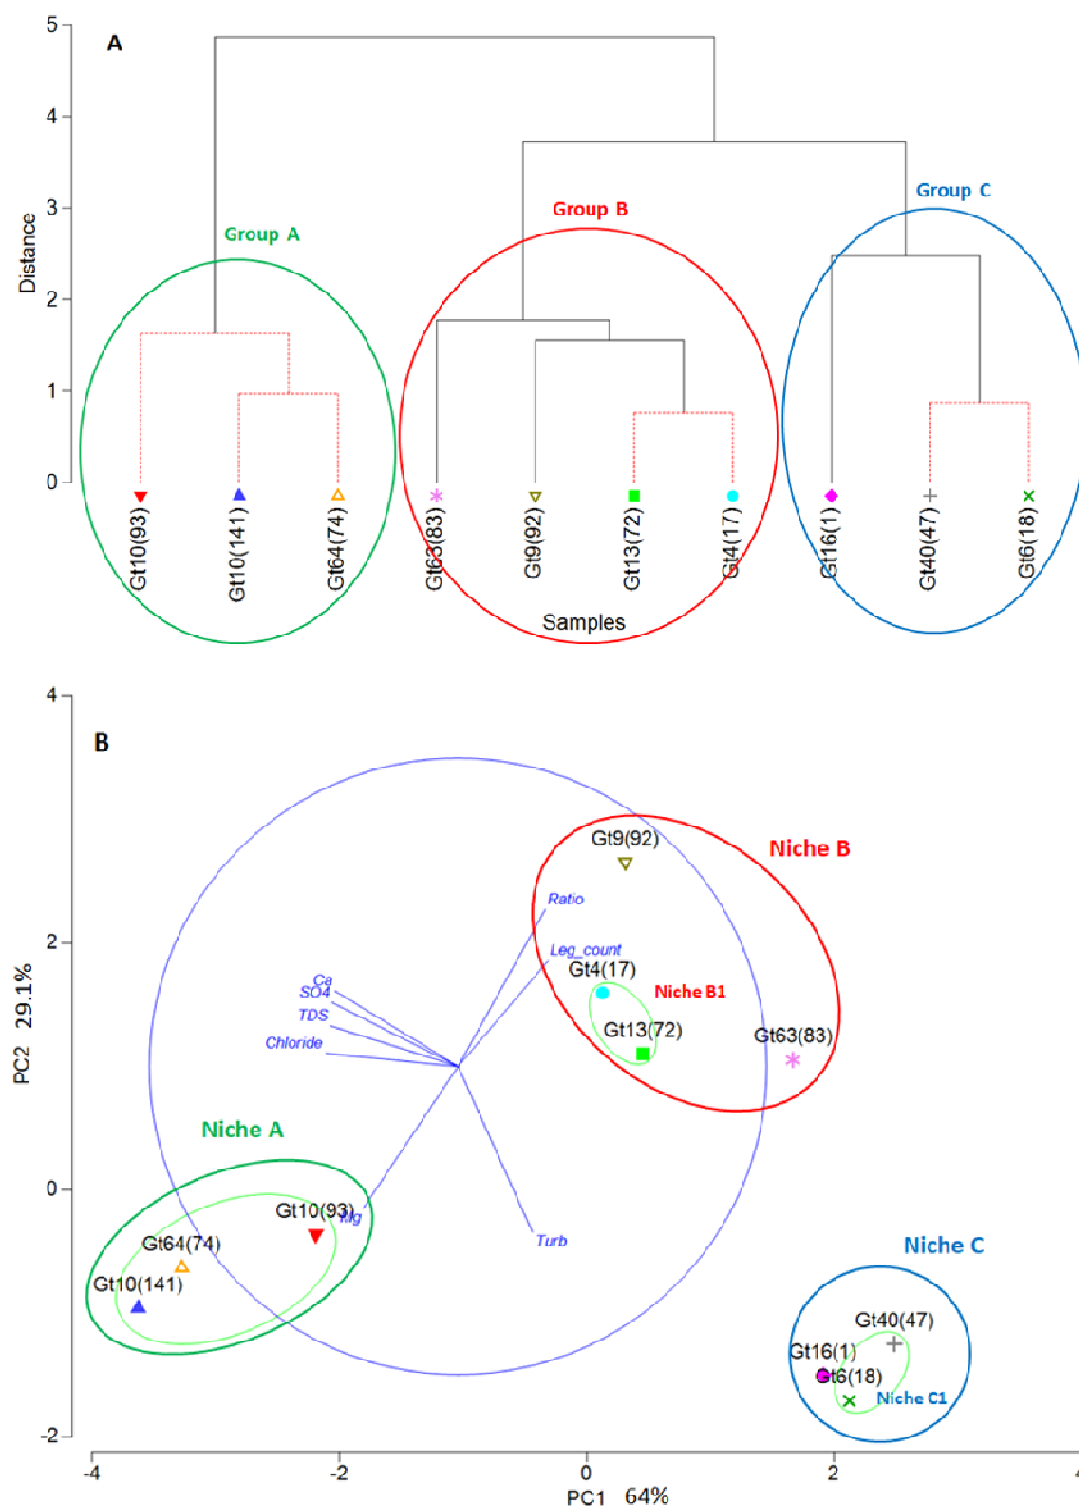 A
5
4
3
2
1
0
Distance
Group A
Group B
Group C
Gt10(93)
Gt10(141)
Gt64(74)
Gt63(83)
Gt9(92)
Gt13(72)
Gt4(17)
Gt16(1)
Gt40(47)
Gt6(18)
Samples
B
4
2
0
-2
PC2 29.1%
Gt9(92)
Niche B
Ratio
Leg_count
Gt4(17)
Ca
SO4
Niche B1
TDS
Gt13(72)
Gt63(83)
Chloride
Niche A
Gt10(93)
Mg
Gt64(74)
Turb
Niche C
Gt10(141)
Gt40(47)
Gt16(1)
Gt6(18)
Niche C1
-4
-2
0
2
4
PC1 64%